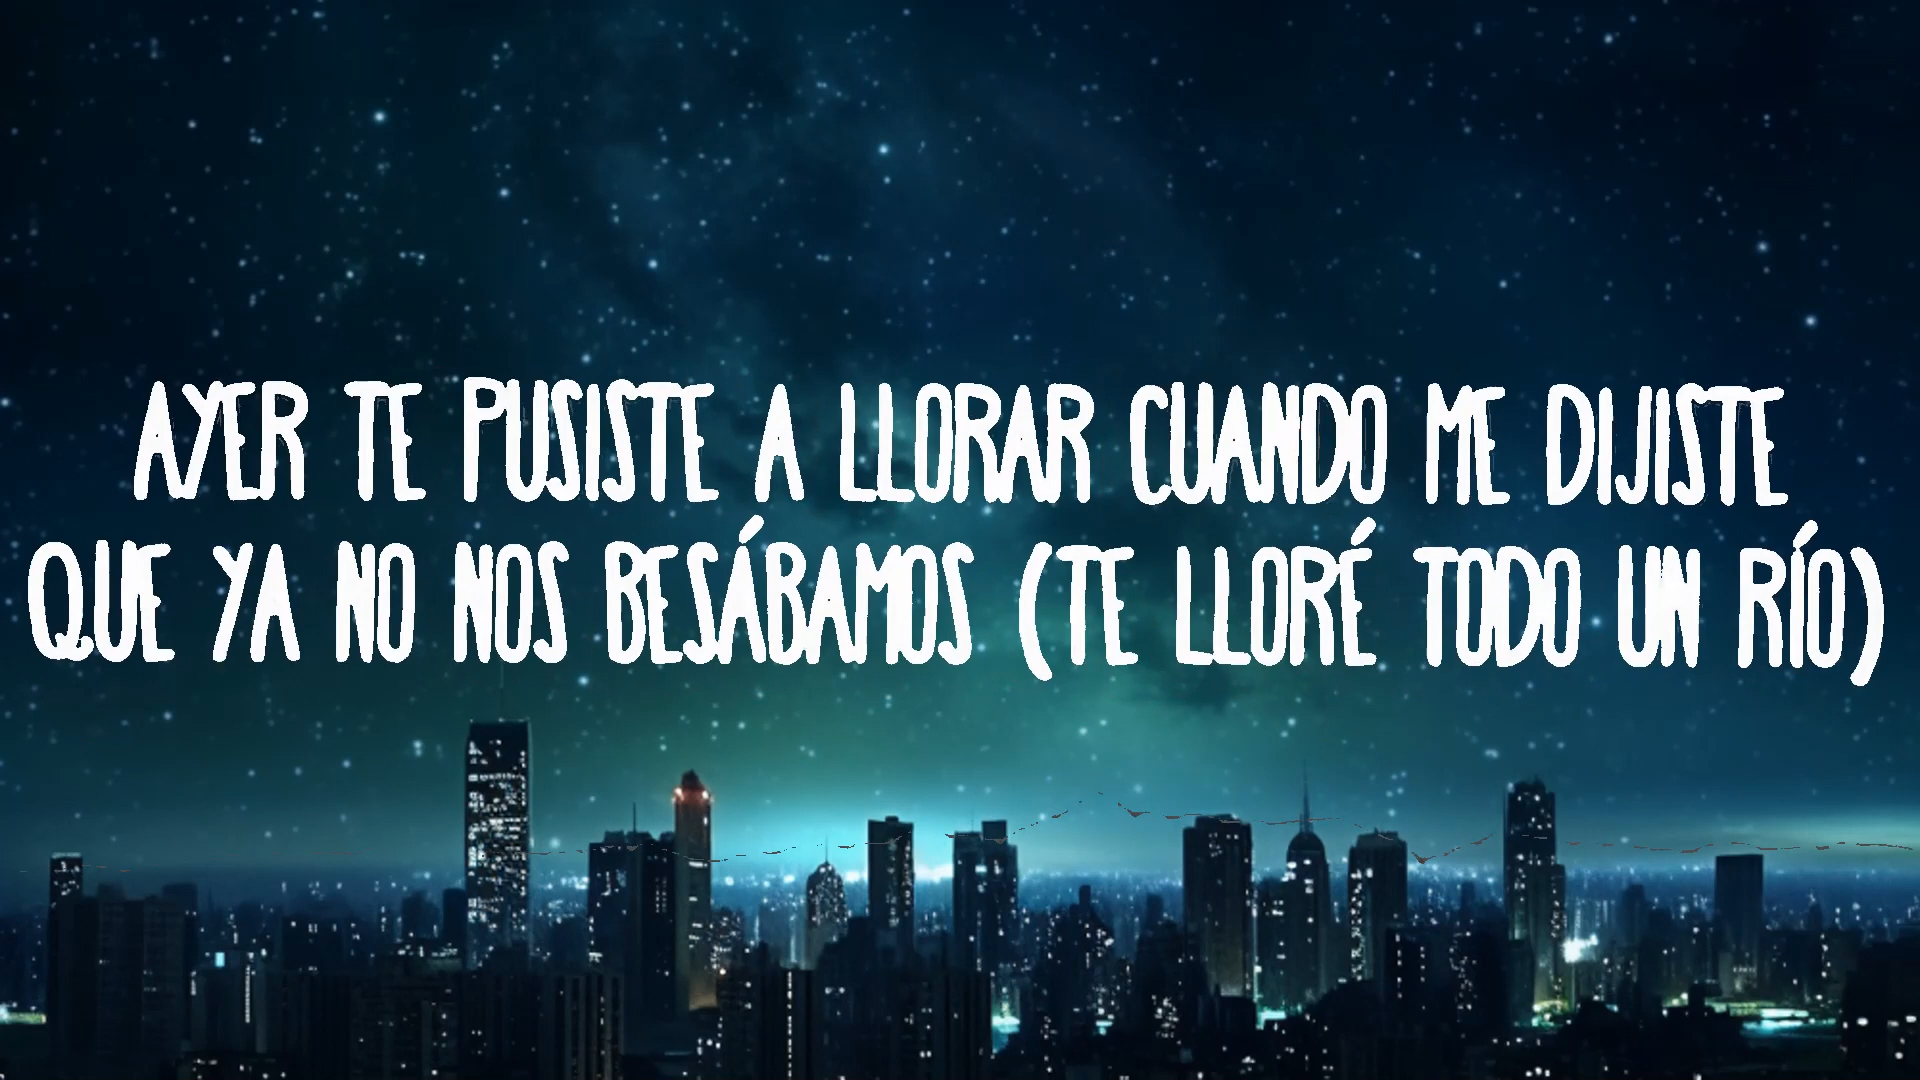 AYER TE PUSISTE A LLORAR CUANDO ME DIJISTE
QUE YA NO NOS BESÁBAMOS (TE LLORÉ TODO UN RÍO)